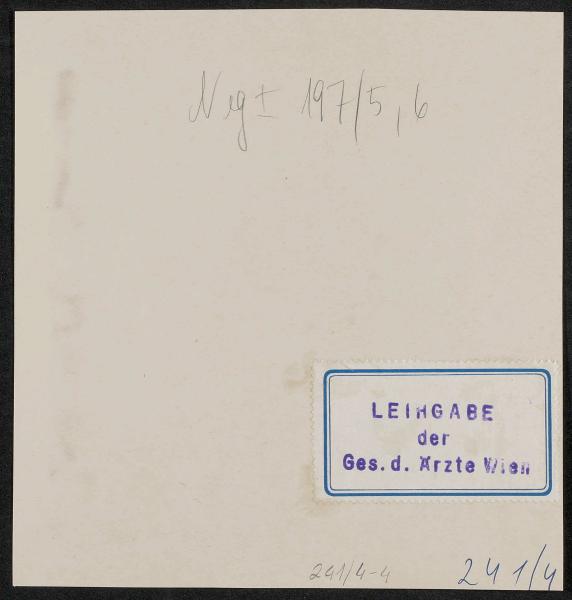 Neg ± 197/5, 6
LEIHGABE
der
Ges. d. Ärzte Wien
241/4-4
241/4